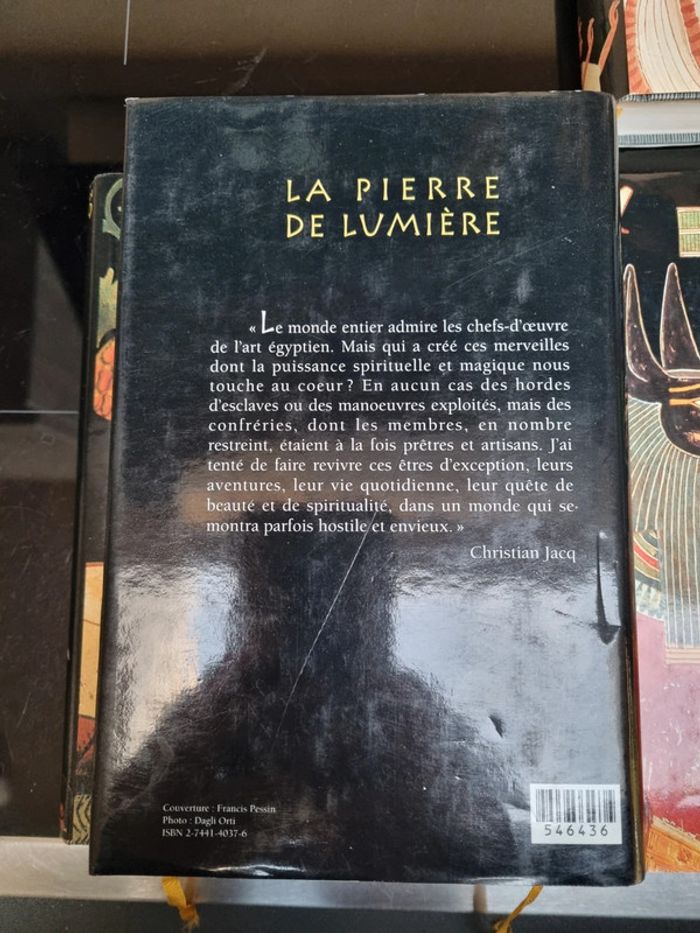 LA PIERRE
DE LUMIÈRE
« Le monde entier admire les chefs-d'œuvre
de l'art égyptien. Mais qui a créé ces merveilles
dont la puissance spirituelle et magique nous
touche au coeur ? En aucun cas des hordes
d'esclaves ou des manoeuvres exploités, mais des
confréries, dont les membres, en nombre
restreint, étaient à la fois prêtres et artisans. J'ai
tenté de faire revivre ces êtres d'exception, leurs
aventures, leur vie quotidienne, leur quête de
beauté et de spiritualité, dans un monde qui se
montra parfois hostile et envieux. »
Christian Jacq
Couverture : Francis Pessin
Photo : Dagli Orti
ISBN 2-7441-4037-6
546436